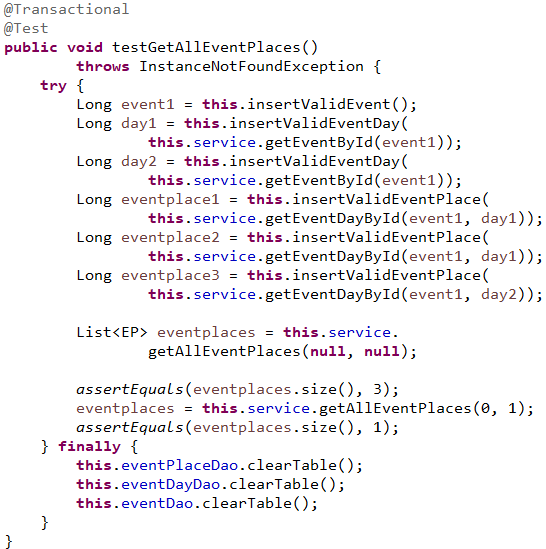 @Transactional
@Test
public void testGetAllEventPlaces()
        throws InstanceNotFoundException {
    try {
        Long event1 = this.insertValidEvent();
        Long day1 = this.insertValidEventDay(
                this.service.getEventById(event1));
        Long day2 = this.insertValidEventDay(
                this.service.getEventById(event1));
        Long eventplace1 = this.insertValidEventPlace(
                this.service.getEventDayById(event1, day1));
        Long eventplace2 = this.insertValidEventPlace(
                this.service.getEventDayById(event1, day1));
        Long eventplace3 = this.insertValidEventPlace(
                this.service.getEventDayById(event1, day2));

        List<EP> eventplaces = this.service.
                getAllEventPlaces(null, null);

        assertEquals(eventplaces.size(), 3);
        eventplaces = this.service.getAllEventPlaces(0, 1);
        assertEquals(eventplaces.size(), 1);
    } finally {
        this.eventPlaceDao.clearTable();
        this.eventDayDao.clearTable();
        this.eventDao.clearTable();
    }
}